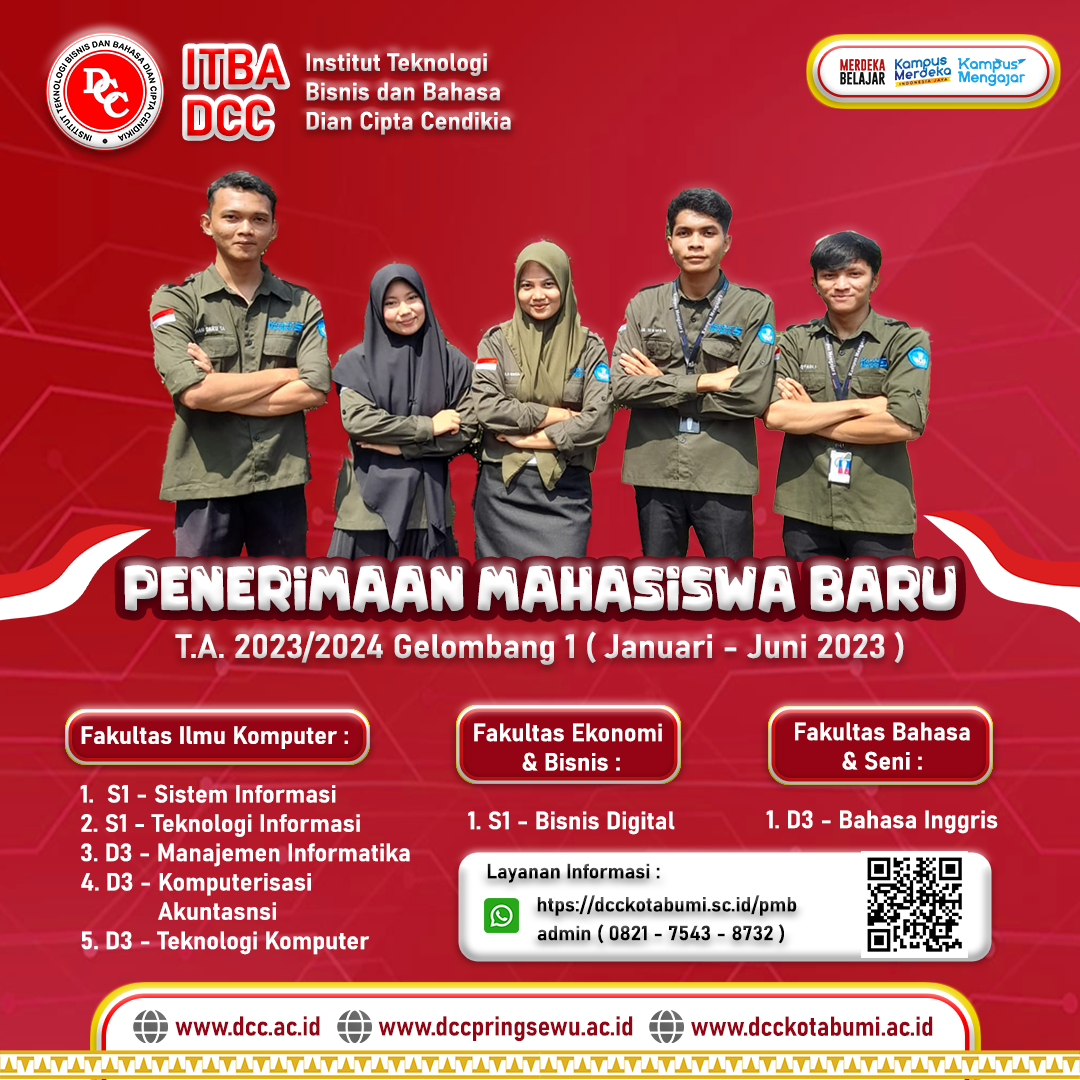 INSTITUT TEKNOLOGI BISNIS DAN BAHASA DIAN CIPTA CENDIKIA
DCC
ITBA
DCC
Institut Teknologi
Bisnis dan Bahasa
Dian Cipta Cendikia
MERDEKA
BELAJAR
Kampus
Merdeka
INDONESIA JAYA
Kampus
Mengajar
PENERiMAAN MAHASiSWA BARU
T.A. 2023/2024 Gelombang 1 ( Januari - Juni 2023 )
Fakultas Ilmu Komputer :
1. S1 - Sistem Informasi
2. S1 - Teknologi Informasi
3. D3 - Manajemen Informatika
4. D3 - Komputerisasi
Akuntasnsi
5. D3 - Teknologi Komputer
Fakultas Ekonomi
& Bisnis :
1. S1 - Bisnis Digital
Fakultas Bahasa
& Seni :
1. D3 - Bahasa Inggris
Layanan Informasi :
htps://dcckotabumi.sc.id/pmb
admin ( 0821 - 7543 - 8732 )
www.dcc.ac.id
www.dccpringsewu.ac.id
www.dcckotabumi.ac.id